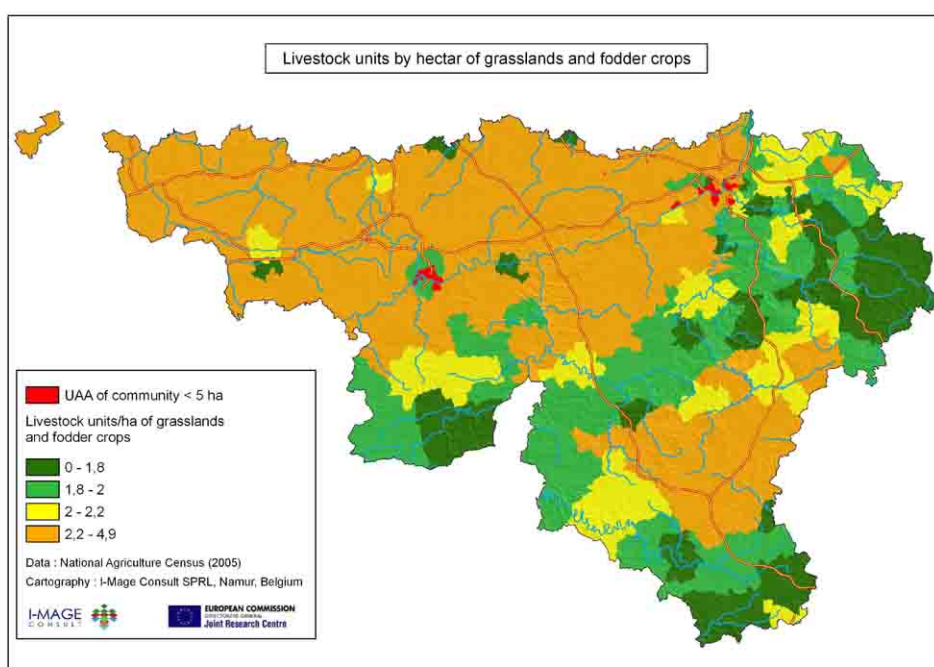 Livestock units by hectar of grasslands and fodder crops
UAA of community < 5 ha
Livestock units/ha of grasslands
and fodder crops
0 - 1,8
1,8 - 2
2 - 2,2
2,2 - 4,9
Data : National Agriculture Census (2005)
Cartography : I-Mage Consult SPRL, Namur, Belgium
I-MAGE
CONSULT
EUROPEAN COMMISSION
DIRECTORATE GENERAL
Joint Research Centre